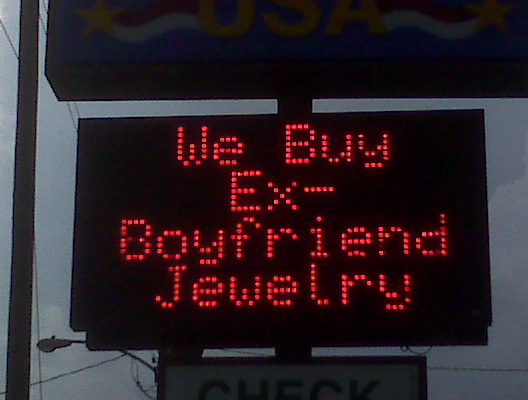 USA
We Buy
Ex-
Boyfriend
Jewelry
CHECK